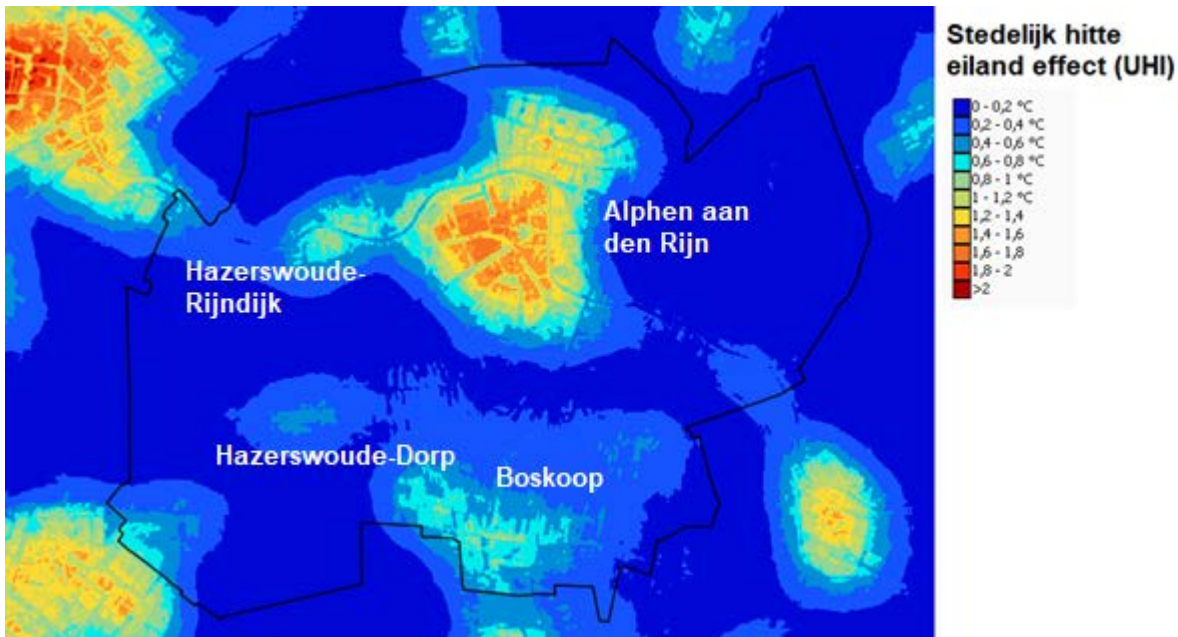 Stedelijk hitte
eiland effect (UHI)
0 - 0,2 °C
0,2 - 0,4 °C
0,4 - 0,6 °C
0,6 - 0,8 °C
0,8 - 1 °C
1 - 1,2 °C
1,2 - 1,4
1,4 - 1,6
1,6 - 1,8
1,8 - 2
>2
Alphen aan
den Rijn
Hazerswoude-
Rijndijk
Hazerswoude-Dorp
Boskoop